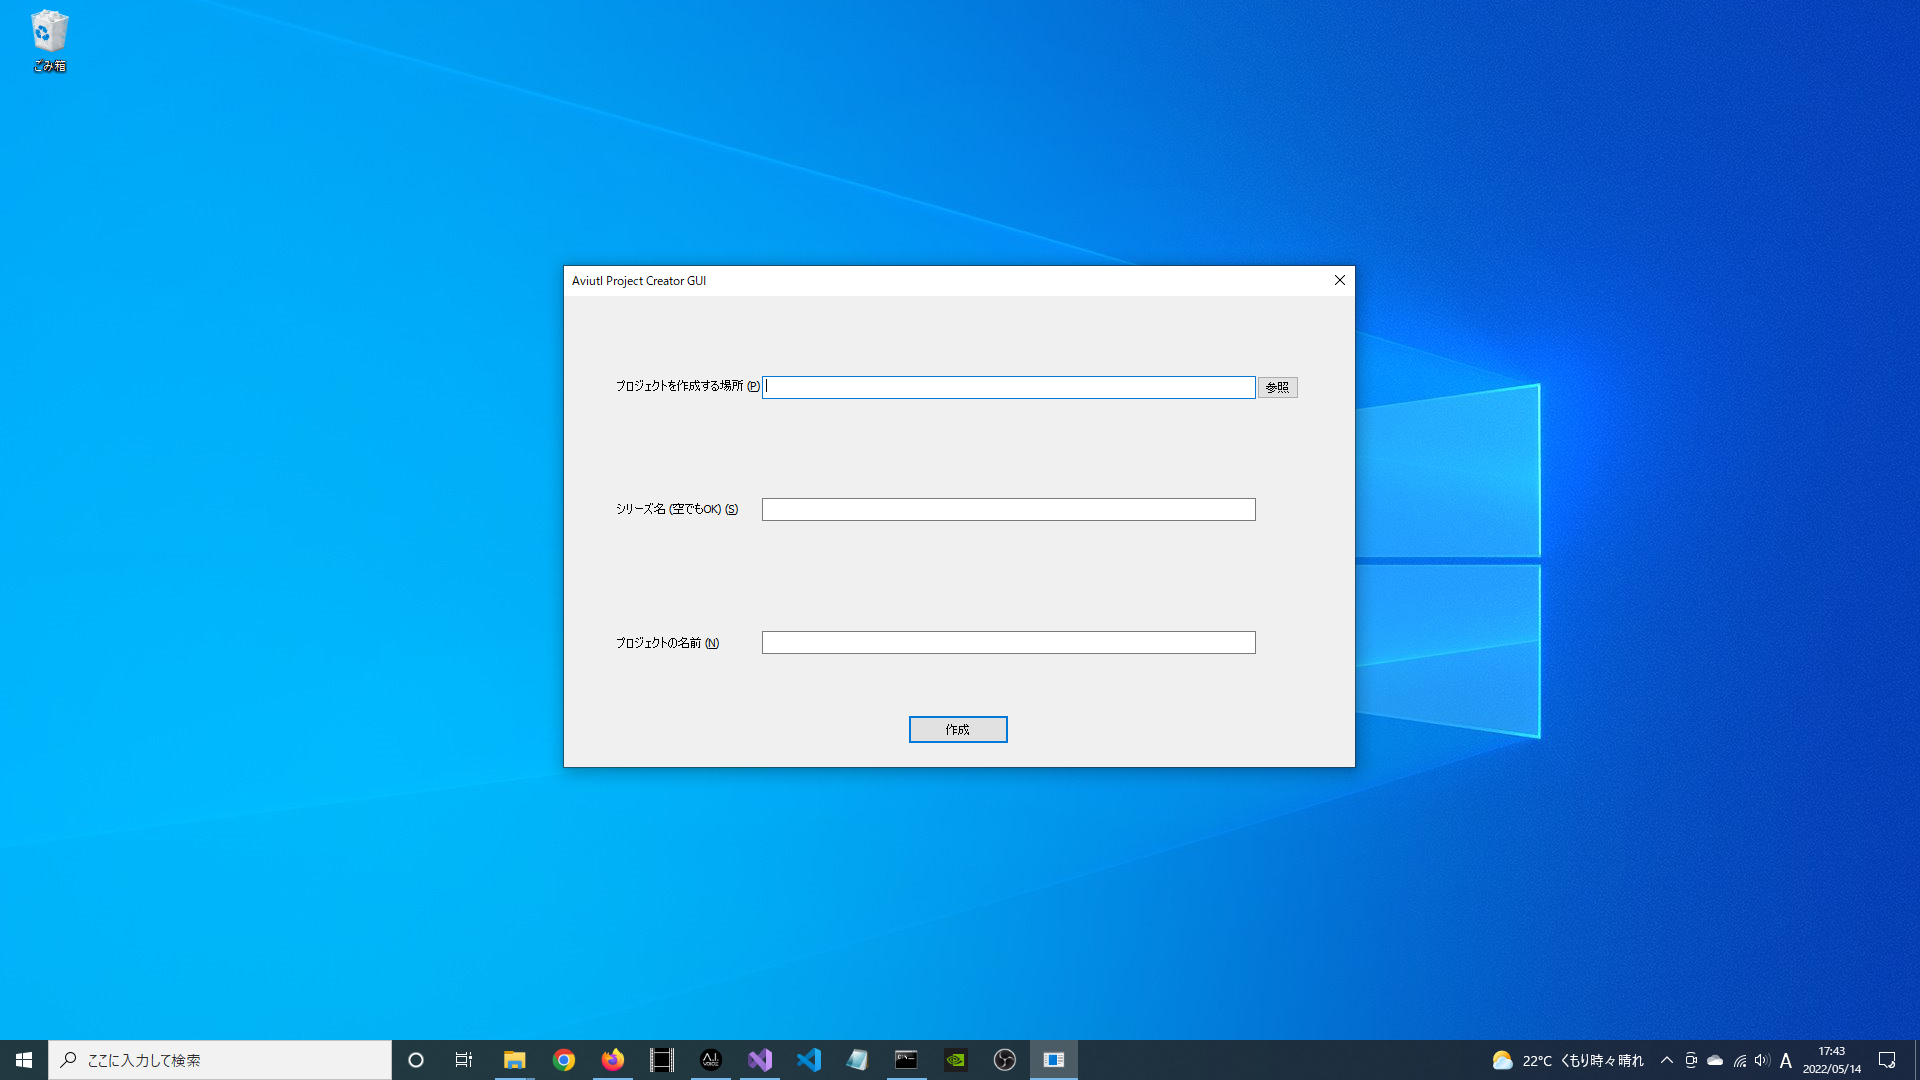 ごみ箱
Aviutl Project Creator GUI
プロジェクトを作成する場所 (P)
参照
シリーズ名 (空でもOK) (S)
プロジェクトの名前 (N)
作成
ここに入力して検索
A.I.
VOICE
22°C くもり時々晴れ
A
17:43
2022/05/14